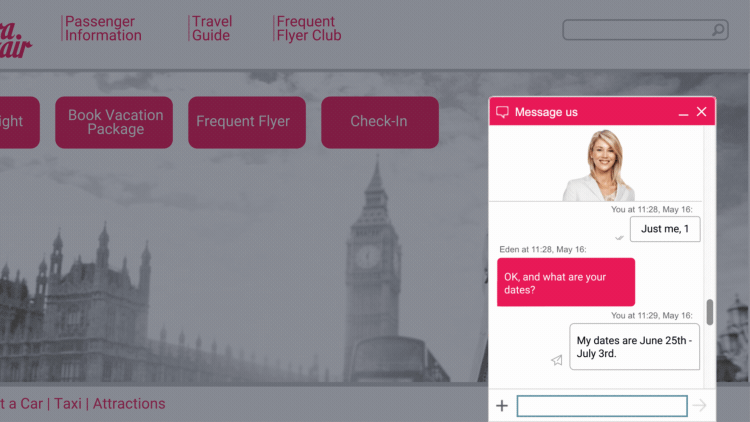 ra.
air
Passenger
Information
Travel
Guide
Frequent
Flyer Club
Book Vacation
Package
Frequent Flyer
Check-In
Message us
You at 11:28, May 16:
Just me, 1
Eden at 11:28, May 16:
OK, and what are your
dates?
You at 11:29, May 16:
My dates are June 25th -
July 3rd.
t a Car | Taxi | Attractions